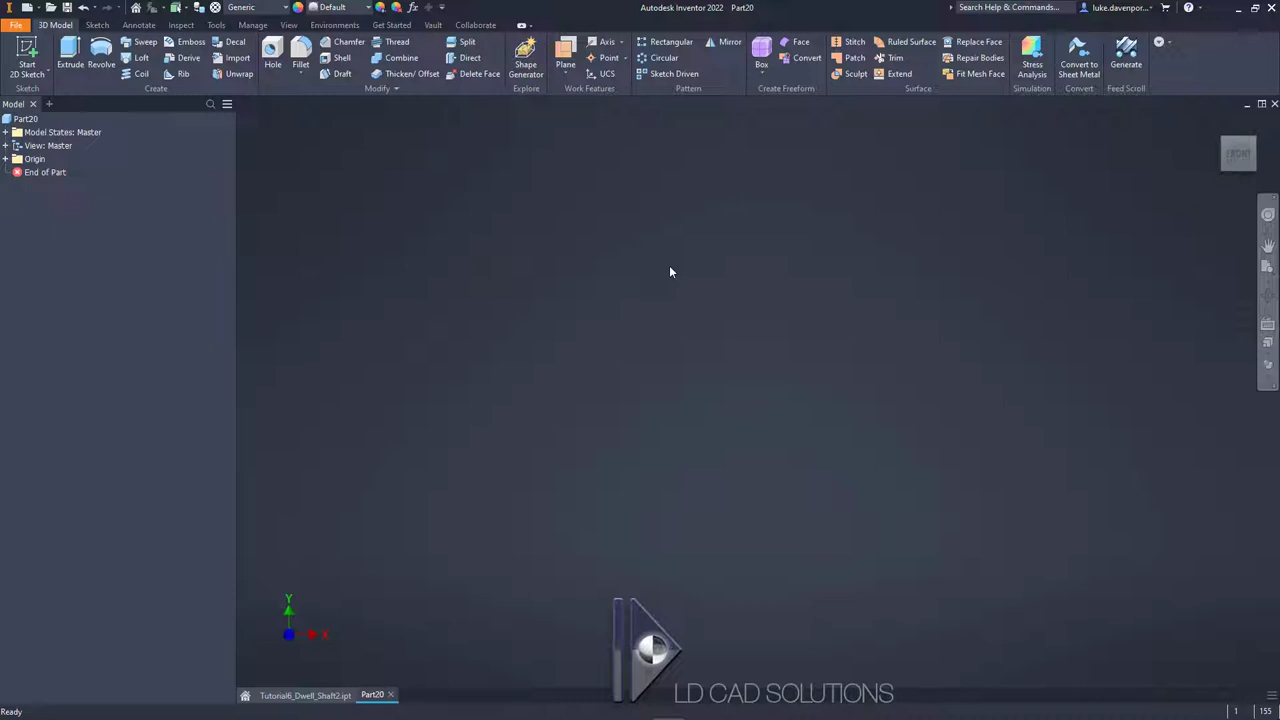 Generic
Default
Autodesk Inventor 2022 Part20
Search Help & Commands...
luke.davenpor...
File
3D Model
Sketch
Annotate
Inspect
Tools
Manage
View
Environments
Get Started
Vault
Collaborate
Start
2D Sketch
Extrude
Revolve
Sweep
Emboss
Decal
Loft
Derive
Import
Coil
Rib
Unwrap
Create
Hole
Fillet
Chamfer
Thread
Split
Shell
Combine
Direct
Draft
Thicken/ Offset
Delete Face
Modify
Shape
Generator
Explore
Plane
Axis
Point
UCS
Work Features
Rectangular
Mirror
Circular
Sketch Driven
Pattern
Box
Face
Convert
Create Freeform
Stitch
Ruled Surface
Replace Face
Patch
Trim
Repair Bodies
Sculpt
Extend
Fit Mesh Face
Surface
Stress
Analysis
Simulation
Convert to
Sheet Metal
Convert
Generate
Feed Scroll
Model
Part20
Model States: Master
View: Master
Origin
End of Part
FRONT
Y
X
LD CAD SOLUTIONS
Tutorial6_Dwell_Shaft2.ipt
Part20
Ready
1
155